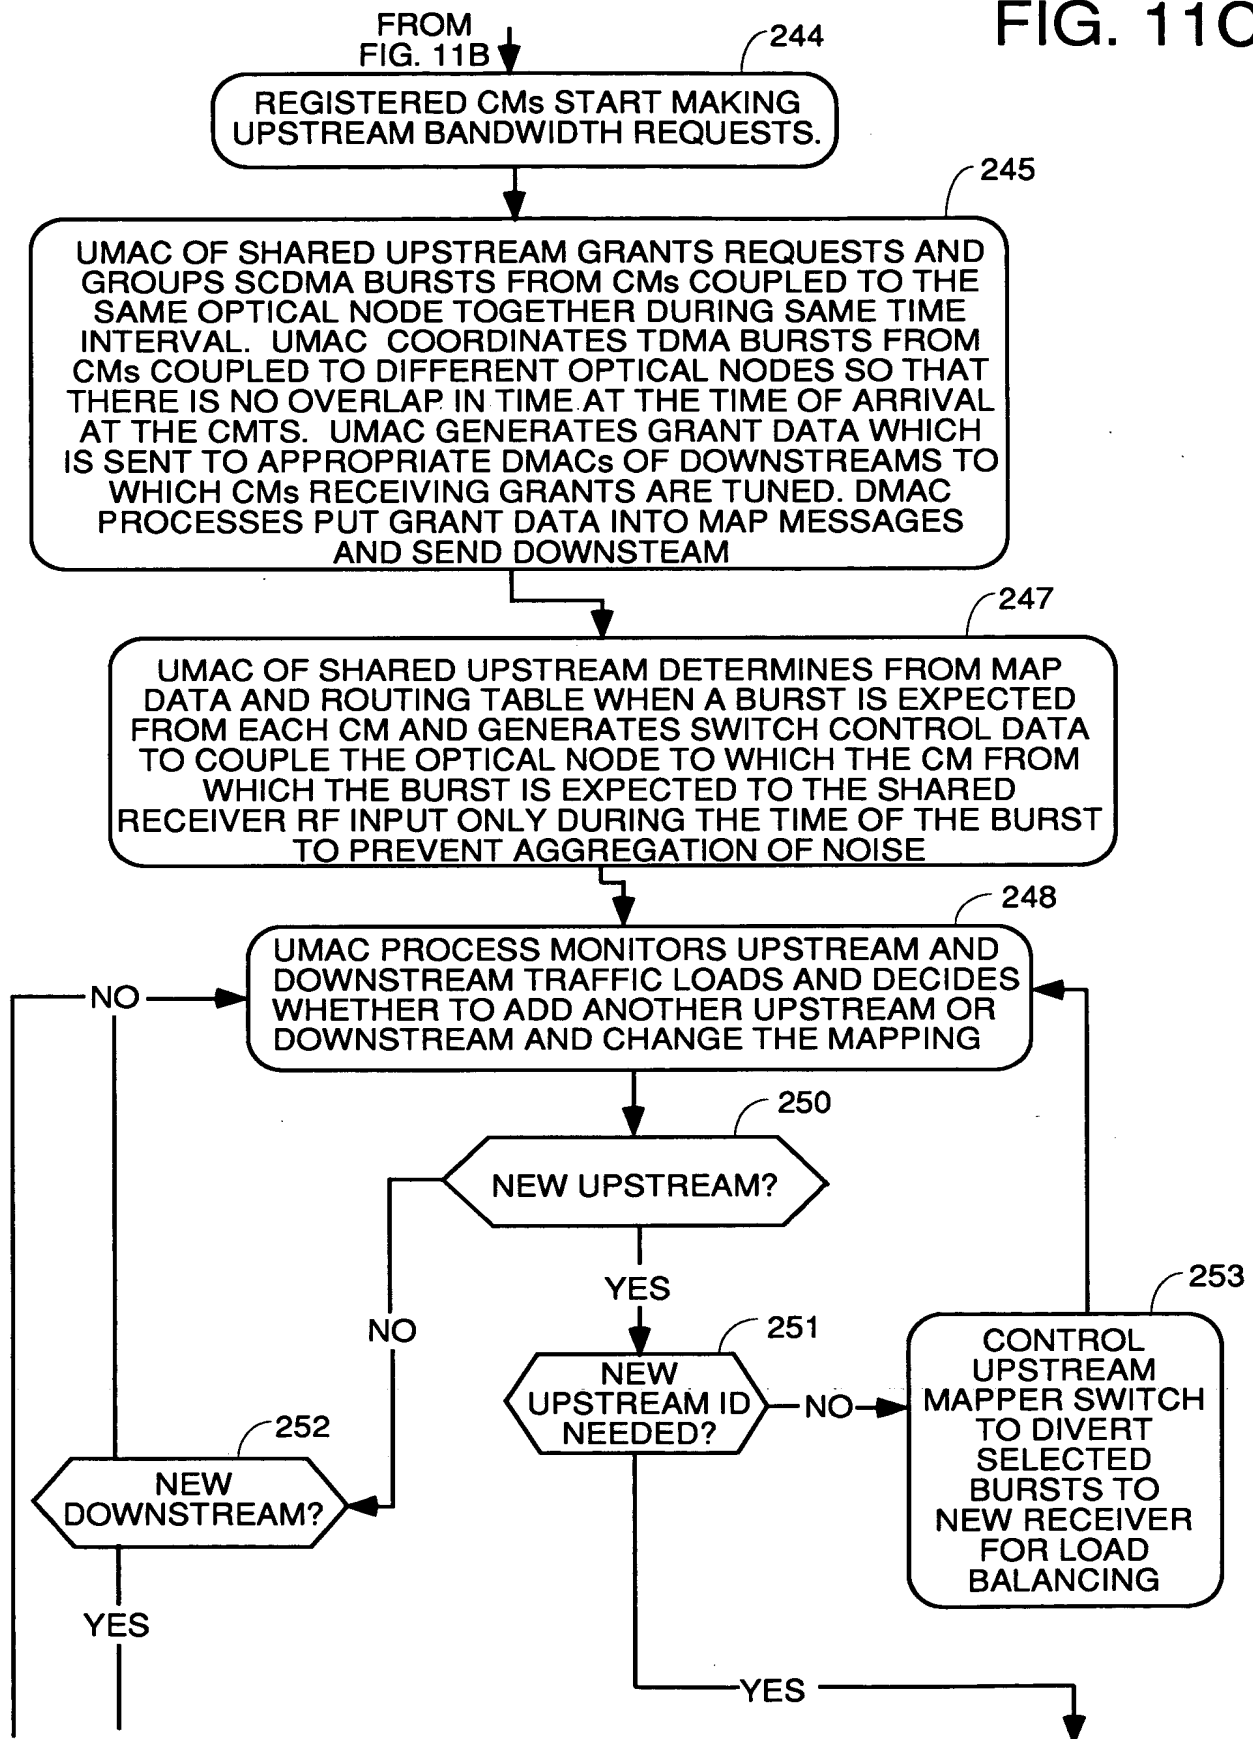 FROM
FIG. 11B
244
FIG. 11C
REGISTERED CMs START MAKING
UPSTREAM BANDWIDTH REQUESTS.
245
UMAC OF SHARED UPSTREAM GRANTS REQUESTS AND
GROUPS SCDMA BURSTS FROM CMs COUPLED TO THE
SAME OPTICAL NODE TOGETHER DURING SAME TIME
INTERVAL. UMAC COORDINATES TDMA BURSTS FROM
CMs COUPLED TO DIFFERENT OPTICAL NODES SO THAT
THERE IS NO OVERLAP IN TIME AT THE TIME OF ARRIVAL
AT THE CMTS. UMAC GENERATES GRANT DATA WHICH
IS SENT TO APPROPRIATE DMACs OF DOWNSTREAMS TO
WHICH CMs RECEIVING GRANTS ARE TUNED. DMAC
PROCESSES PUT GRANT DATA INTO MAP MESSAGES
AND SEND DOWNSTEAM
247
UMAC OF SHARED UPSTREAM DETERMINES FROM MAP
DATA AND ROUTING TABLE WHEN A BURST IS EXPECTED
FROM EACH CM AND GENERATES SWITCH CONTROL DATA
TO COUPLE THE OPTICAL NODE TO WHICH THE CM FROM
WHICH THE BURST IS EXPECTED TO THE SHARED
RECEIVER RF INPUT ONLY DURING THE TIME OF THE BURST
TO PREVENT AGGREGATION OF NOISE
248
UMAC PROCESS MONITORS UPSTREAM AND
DOWNSTREAM TRAFFIC LOADS AND DECIDES
WHETHER TO ADD ANOTHER UPSTREAM OR
DOWNSTREAM AND CHANGE THE MAPPING
NO
250
NEW UPSTREAM?
YES
NO
251
NEW
UPSTREAM ID
NEEDED?
NO
253
CONTROL
UPSTREAM
MAPPER SWITCH
TO DIVERT
SELECTED
BURSTS TO
NEW RECEIVER
FOR LOAD
BALANCING
252
NEW
DOWNSTREAM?
YES
YES